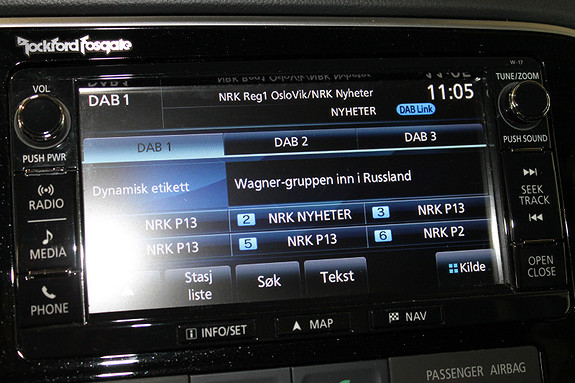 Rockford Fosgate
W-17
VOL
TUNE/ZOOM
DAB 1
NRK Reg1 OsloVik/NRK Nyheter
11:05
NYHETER
DAB Link
DAB 1
DAB 2
DAB 3
PUSH PWR
PUSH SOUND
Dynamisk etikett
Wagner-gruppen inn i Russland
RADIO
SEEK
TRACK
NRK P13
2 NRK NYHETER
3 NRK P13
NRK P13
5 NRK P13
6 NRK P2
MEDIA
Stasj
liste
Søk
Tekst
Kilde
OPEN
CLOSE
PHONE
i INFO/SET
MAP
NAV
PASSENGER AIRBAG